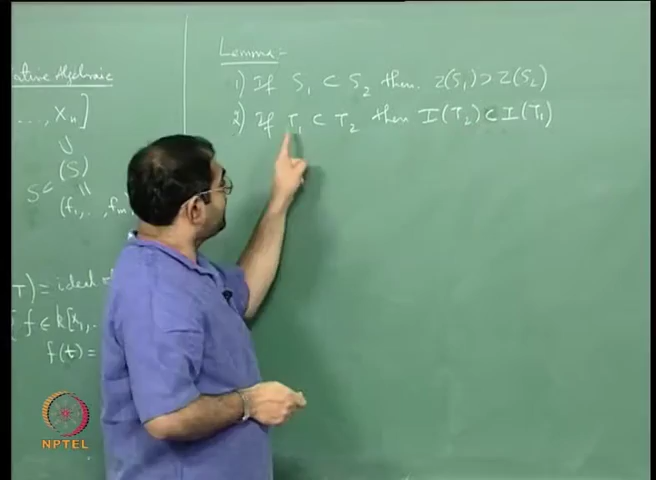 ative Algebraic
..., Xn]
∪
(S)
S ⊂
||
(f1, .., fm
T) = ideal
f ∈ k[x1, ..
f(t) =
Lemma:-
1) If S1 ⊂ S2 then. Z(S1) ⊃ Z(S2)
2) If T1 ⊂ T2 then I(T2) ⊂ I(T1)
NPTEL